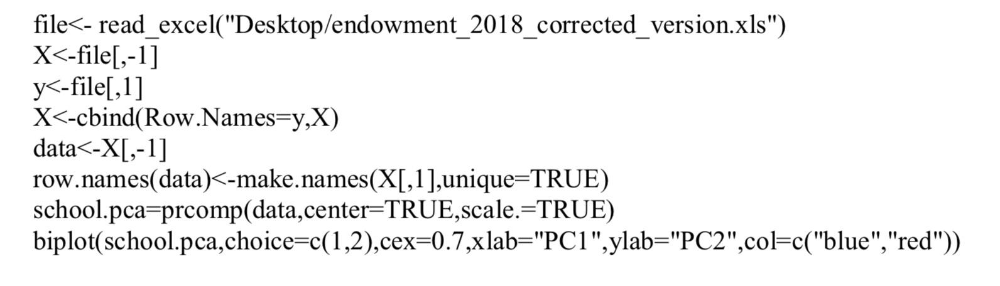 file<- read_excel("Desktop/endowment_2018_corrected_version.xls")
X<-file[,-1]
y<-file[,1]
X<-cbind(Row.Names=y,X)
data<-X[,-1]
row.names(data)<-make.names(X[,1],unique=TRUE)
school.pca=prcomp(data,center=TRUE,scale.=TRUE)
biplot(school.pca,choice=c(1,2),cex=0.7,xlab="PC1",ylab="PC2",col=c("blue","red"))